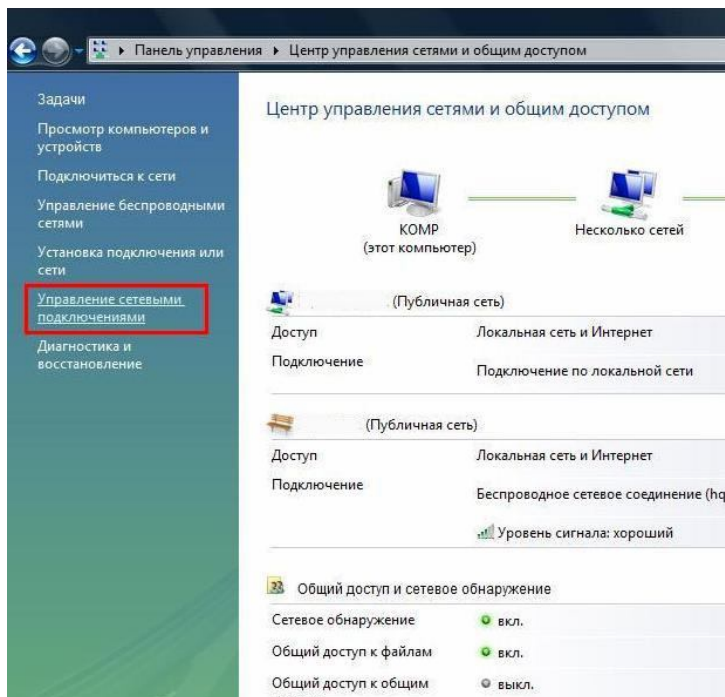 Панель управления ▸ Центр управления сетями и общим доступом
Задачи
Просмотр компьютеров и
устройств
Подключиться к сети
Управление беспроводными
сетями
Установка подключения или
сети
Управление сетевыми
подключениями
Диагностика и
восстановление
Центр управления сетями и общим доступом
KOMP
(этот компьютер)
Несколько сетей
(Публичная сеть)
Доступ Локальная сеть и Интернет
Подключение Подключение по локальной сети
(Публичная сеть)
Доступ Локальная сеть и Интернет
Подключение Беспроводное сетевое соединение (hq
Уровень сигнала: хороший
Общий доступ и сетевое обнаружение
Сетевое обнаружение вкл.
Общий доступ к файлам вкл.
Общий доступ к общим выкл.